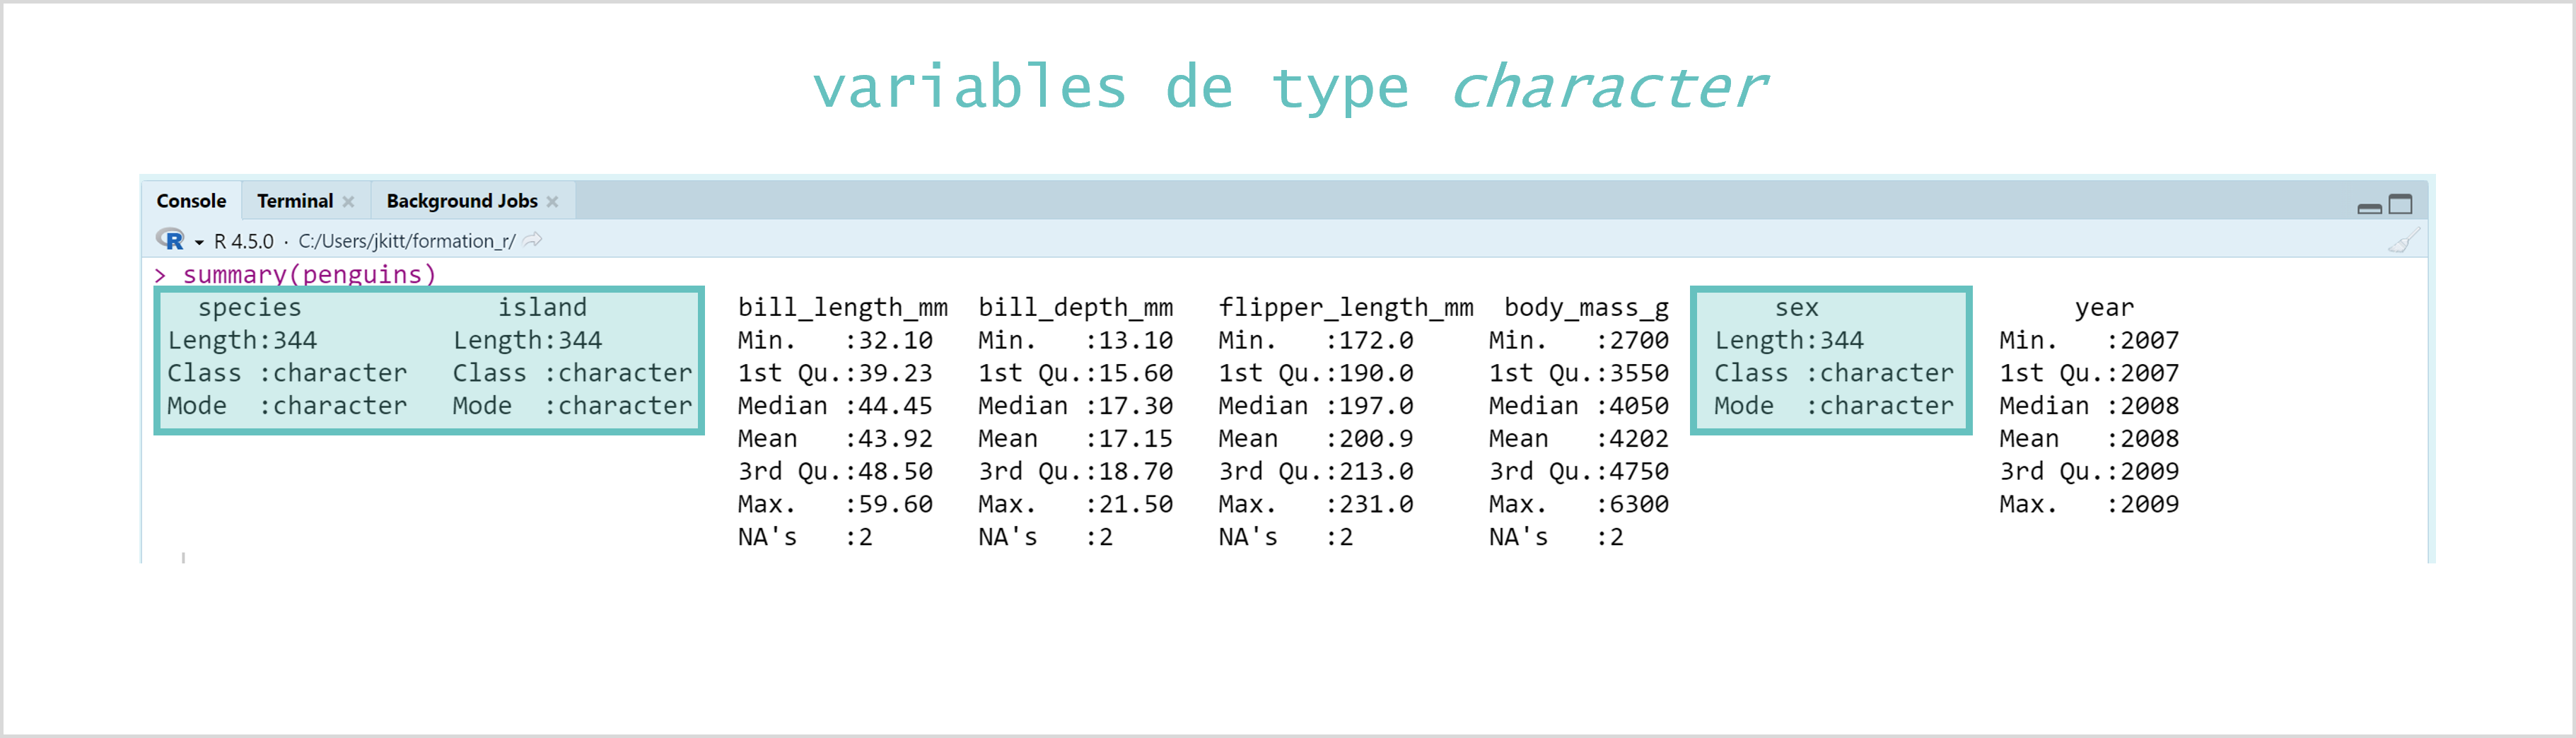 variables de type character
Console Terminal Background Jobs
R 4.5.0 · C:/Users/jkitt/formation_r/
> summary(penguins)
species island bill_length_mm bill_depth_mm flipper_length_mm body_mass_g sex year
Length:344 Length:344 Min. :32.10 Min. :13.10 Min. :172.0 Min. :2700 Length:344 Min. :2007
Class :character Class :character 1st Qu.:39.23 1st Qu.:15.60 1st Qu.:190.0 1st Qu.:3550 Class :character 1st Qu.:2007
Mode :character Mode :character Median :44.45 Median :17.30 Median :197.0 Median :4050 Mode :character Median :2008
Mean :43.92 Mean :17.15 Mean :200.9 Mean :4202 Mean :2008
3rd Qu.:48.50 3rd Qu.:18.70 3rd Qu.:213.0 3rd Qu.:4750 3rd Qu.:2009
Max. :59.60 Max. :21.50 Max. :231.0 Max. :6300 Max. :2009
NA's :2 NA's :2 NA's :2 NA's :2